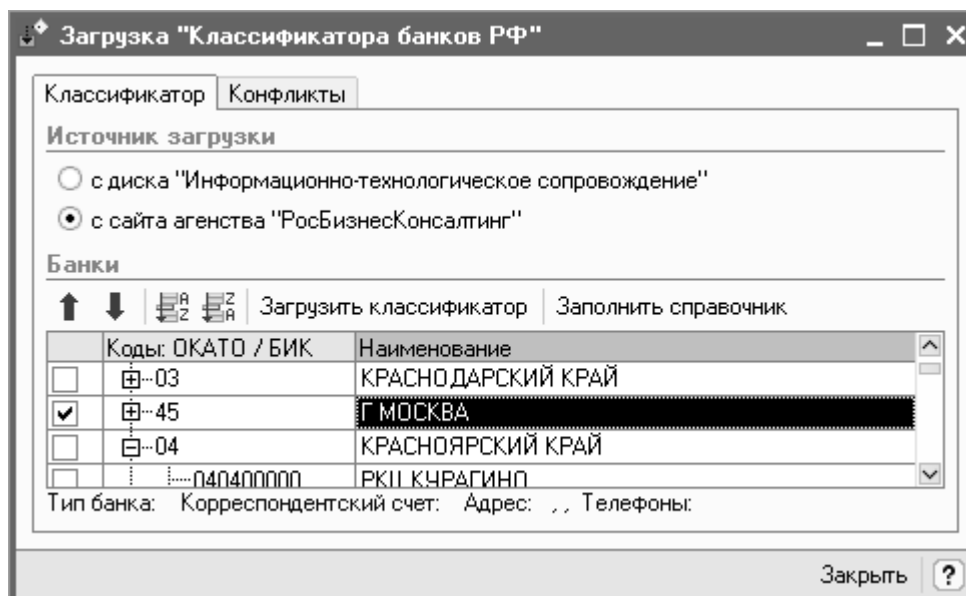 Загрузка "Классификатора банков РФ"
Классификатор Конфликты
Источник загрузки
с диска "Информационно-технологическое сопровождение"
с сайта агенства "РосБизнесКонсалтинг"
Банки
A Z Z A Загрузить классификатор Заполнить справочник
Коды: ОКАТО / БИК Наименование
03 КРАСНОДАРСКИЙ КРАЙ
45 Г МОСКВА
04 КРАСНОЯРСКИЙ КРАЙ
040400000 РКЦ КУРАГИНО
Тип банка: Корреспондентский счет: Адрес: , , Телефоны:
Закрыть ?